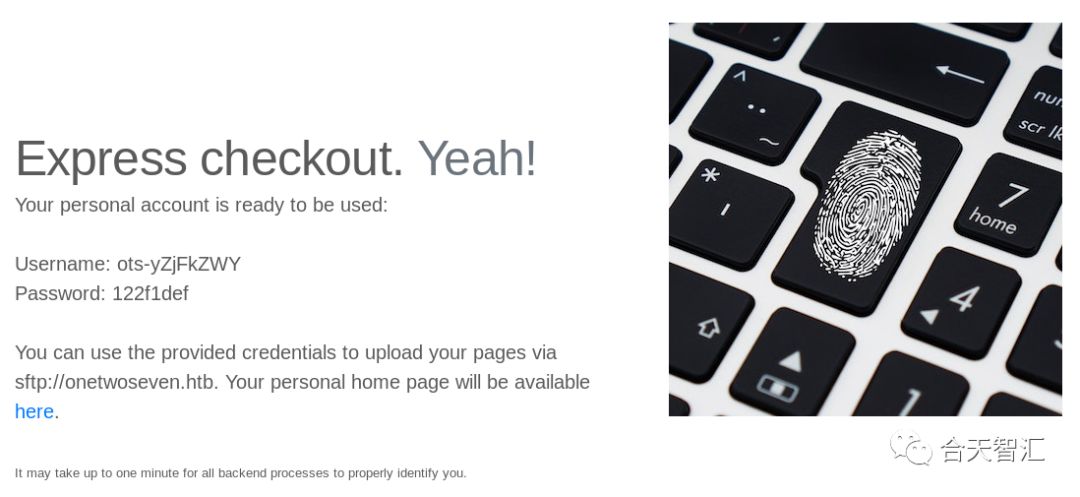 Express checkout. Yeah!
Your personal account is ready to be used:
Username: ots-yZjFkZWY
Password: 122f1def
You can use the provided credentials to upload your pages via
sftp://onetwoseven.htb. Your personal home page will be available
here.
It may take up to one minute for all backend processes to properly identify you.
^
¨
~
*
'
num
scr lk
7
home
4
1
合天智汇